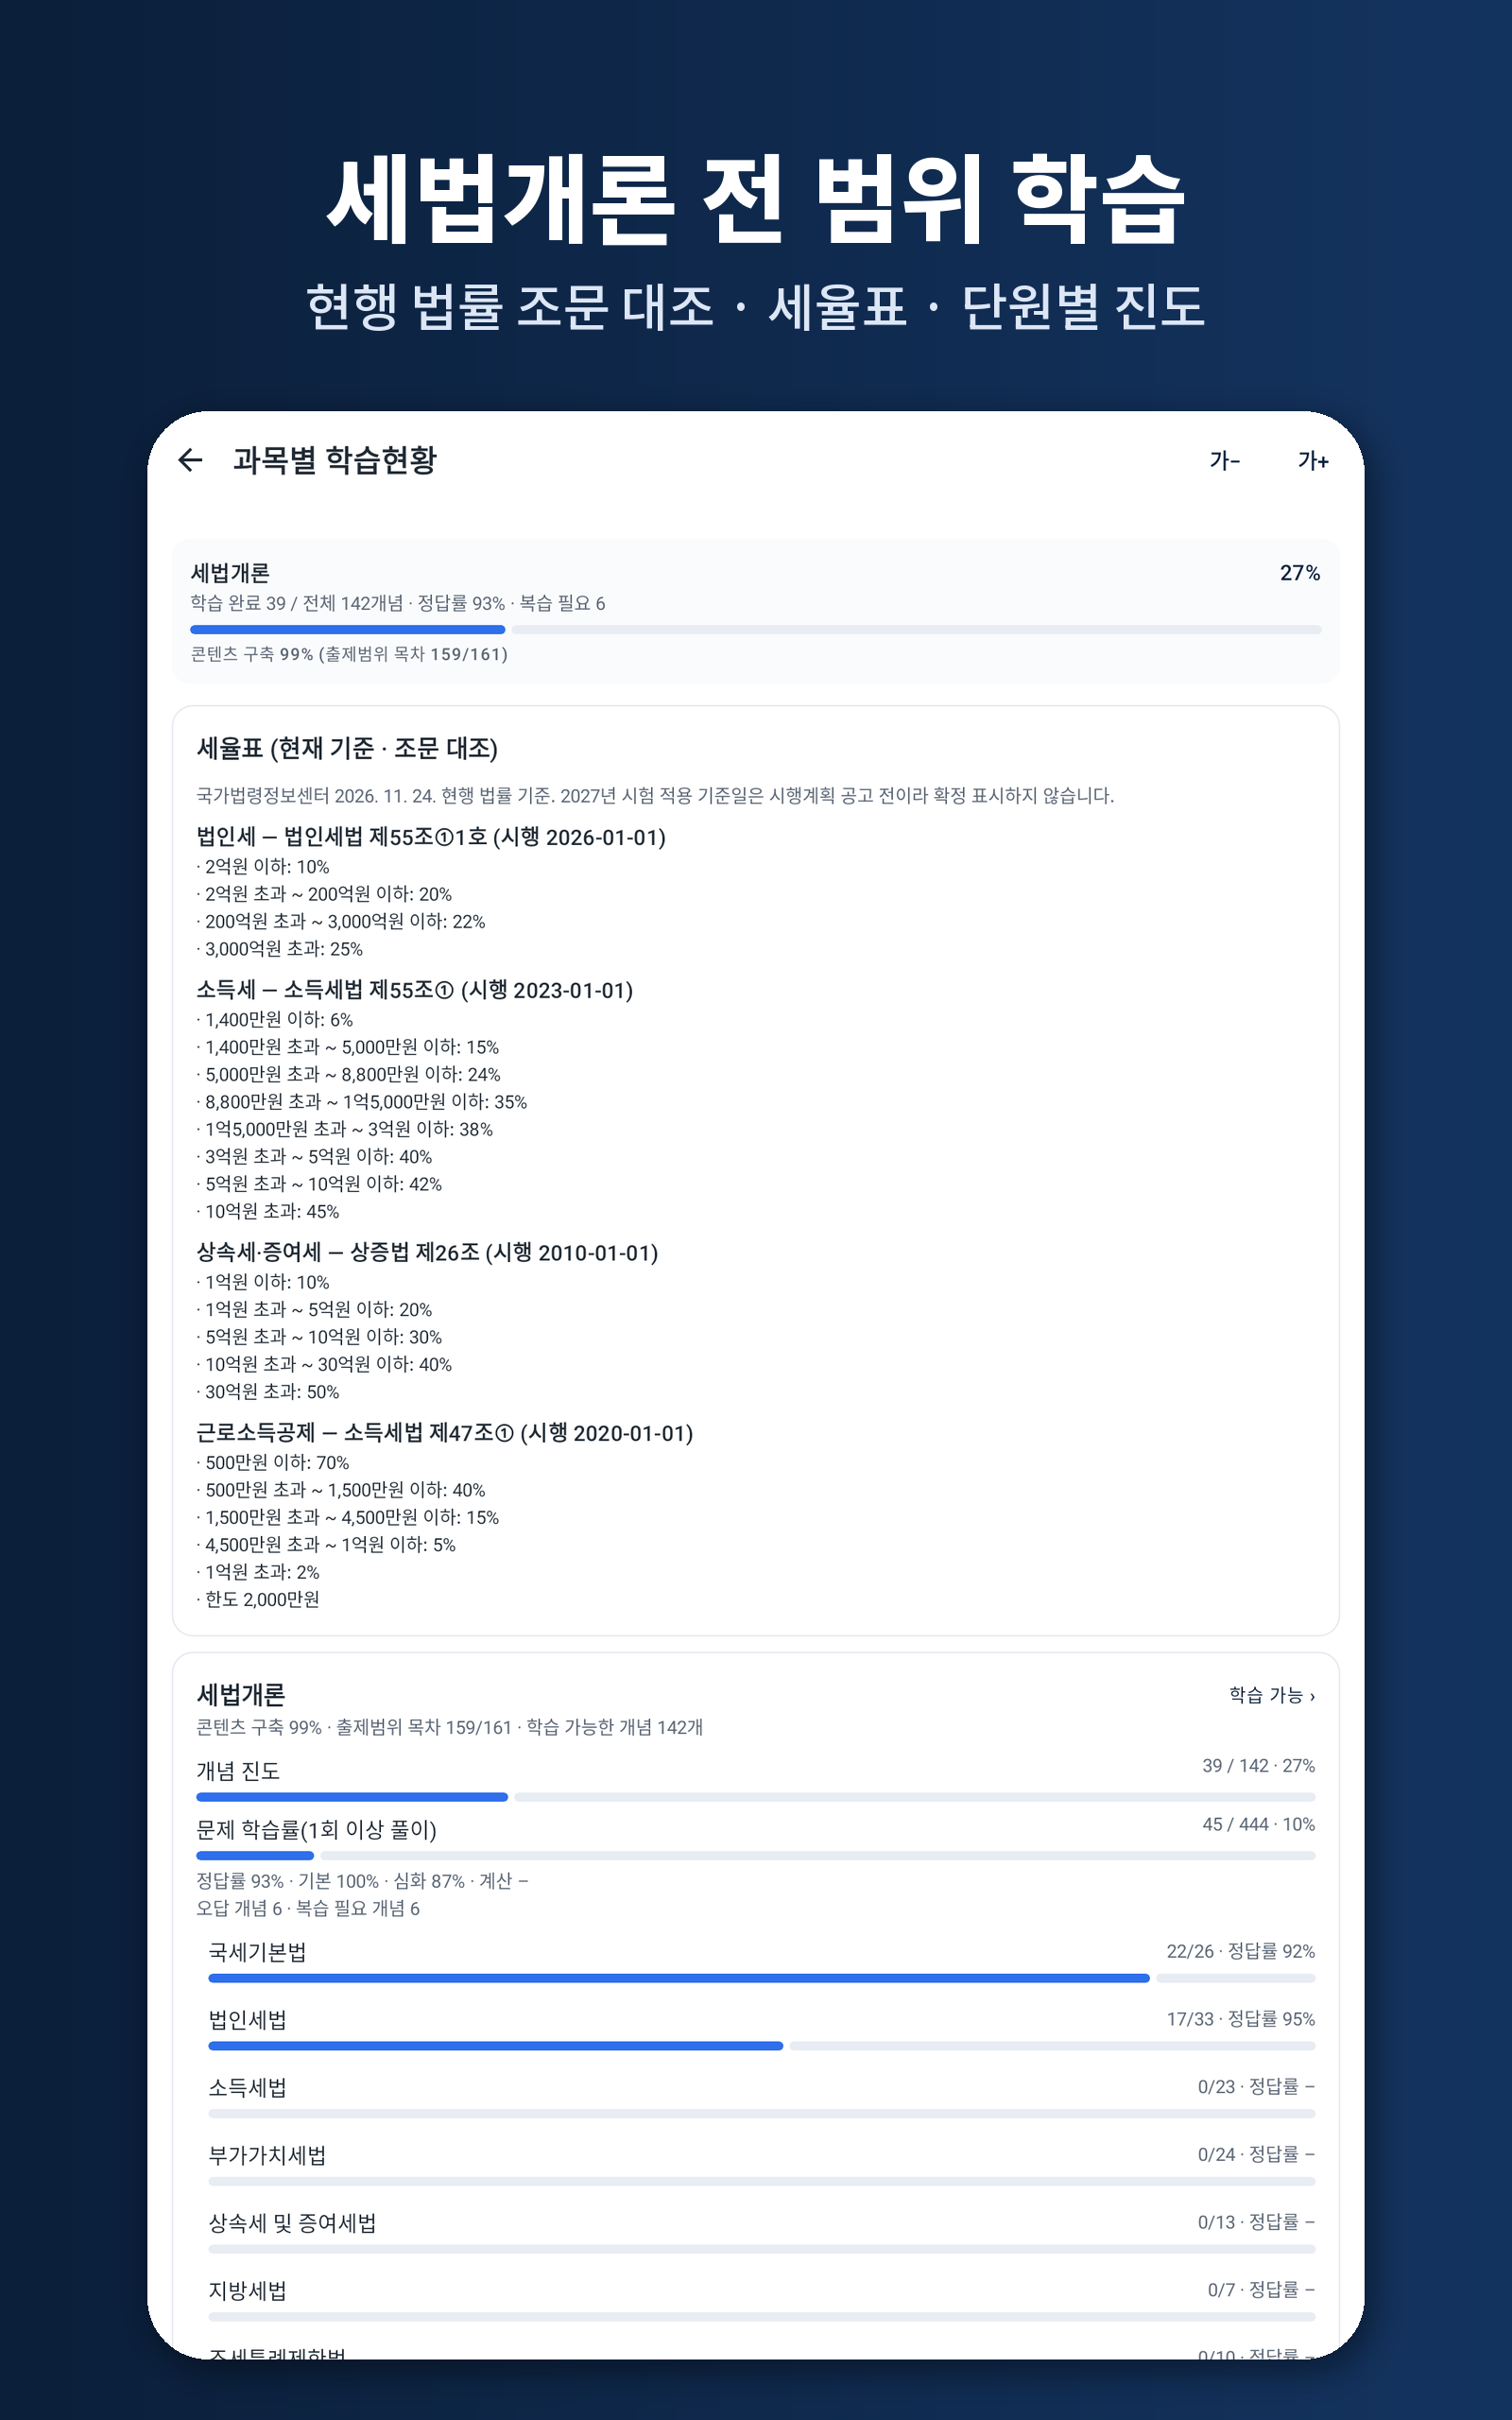 세법개론 전 범위 학습
현행 법률 조문 대조 · 세율표 · 단원별 진도
← 과목별 학습현황 가- 가+
세법개론 27%
학습 완료 39 / 전체 142개념 · 정답률 93% · 복습 필요 6
콘텐츠 구축 99% (출제범위 목차 159/161)
세율표 (현재 기준 · 조문 대조)
국가법령정보센터 2026. 11. 24. 현행 법률 기준. 2027년 시험 적용 기준일은 시행계획 공고 전이라 확정 표시하지 않습니다.
법인세 — 법인세법 제55조①1호 (시행 2026-01-01)
· 2억원 이하: 10%
· 2억원 초과 ~ 200억원 이하: 20%
· 200억원 초과 ~ 3,000억원 이하: 22%
· 3,000억원 초과: 25%
소득세 — 소득세법 제55조① (시행 2023-01-01)
· 1,400만원 이하: 6%
· 1,400만원 초과 ~ 5,000만원 이하: 15%
· 5,000만원 초과 ~ 8,800만원 이하: 24%
· 8,800만원 초과 ~ 1억5,000만원 이하: 35%
· 1억5,000만원 초과 ~ 3억원 이하: 38%
· 3억원 초과 ~ 5억원 이하: 40%
· 5억원 초과 ~ 10억원 이하: 42%
· 10억원 초과: 45%
상속세·증여세 — 상증법 제26조 (시행 2010-01-01)
· 1억원 이하: 10%
· 1억원 초과 ~ 5억원 이하: 20%
· 5억원 초과 ~ 10억원 이하: 30%
· 10억원 초과 ~ 30억원 이하: 40%
· 30억원 초과: 50%
근로소득공제 — 소득세법 제47조① (시행 2020-01-01)
· 500만원 이하: 70%
· 500만원 초과 ~ 1,500만원 이하: 40%
· 1,500만원 초과 ~ 4,500만원 이하: 15%
· 4,500만원 초과 ~ 1억원 이하: 5%
· 1억원 초과: 2%
· 한도 2,000만원
세법개론 학습 가능 ›
콘텐츠 구축 99% · 출제범위 목차 159/161 · 학습 가능한 개념 142개
개념 진도 39 / 142 · 27%
문제 학습률(1회 이상 풀이) 45 / 444 · 10%
정답률 93% · 기본 100% · 심화 87% · 계산 –
오답 개념 6 · 복습 필요 개념 6
국세기본법 22/26 · 정답률 92%
법인세법 17/33 · 정답률 95%
소득세법 0/23 · 정답률 –
부가가치세법 0/24 · 정답률 –
상속세 및 증여세법 0/13 · 정답률 –
지방세법 0/7 · 정답률 –
조세특례제한법 0/10 · 정답률 –